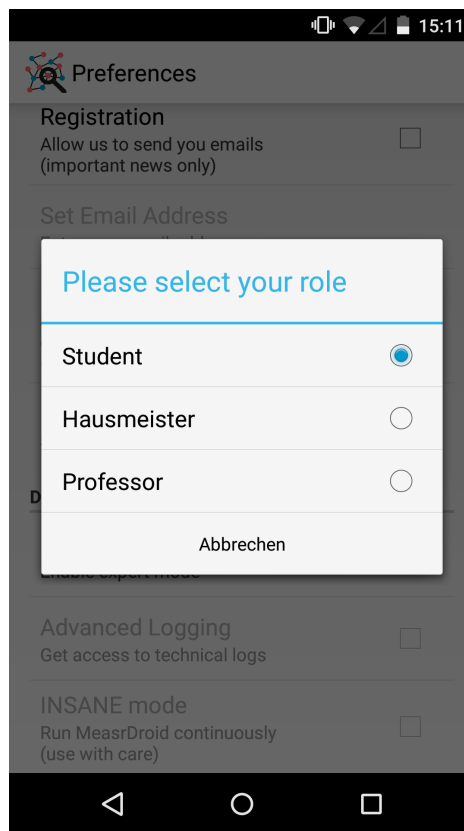 15:11
Preferences
Registration
Allow us to send you emails
(important news only)
Set Email Address
Please select your role
Student
Hausmeister
Professor
Abbrechen
Enable expert mode
Advanced Logging
Get access to technical logs
INSANE mode
Run MeasrDroid continuously
(use with care)